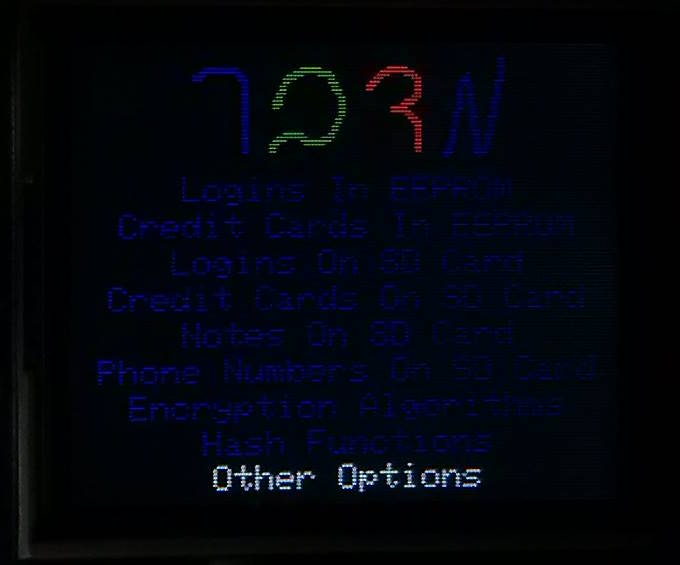 Logins In EEPROM
Credit Cards In EEPROM
Logins On SD Card
Credit Cards On SD Card
Notes On SD Card
Phone Numbers On SD Card
Encryption Algorithms
Hash Functions
Other Options